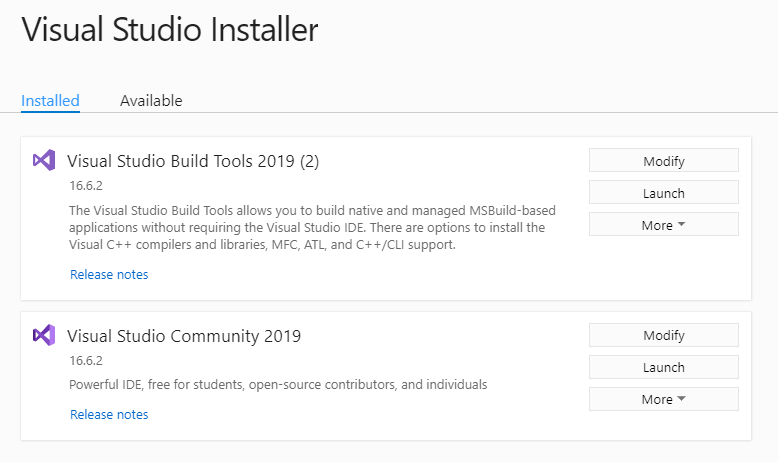 Visual Studio Installer
Installed
Available
Visual Studio Build Tools 2019 (2)
16.6.2
The Visual Studio Build Tools allows you to build native and managed MSBuild-based
applications without requiring the Visual Studio IDE. There are options to install the
Visual C++ compilers and libraries, MFC, ATL, and C++/CLI support.
Release notes
Modify
Launch
More
Visual Studio Community 2019
16.6.2
Powerful IDE, free for students, open-source contributors, and individuals
Release notes
Modify
Launch
More